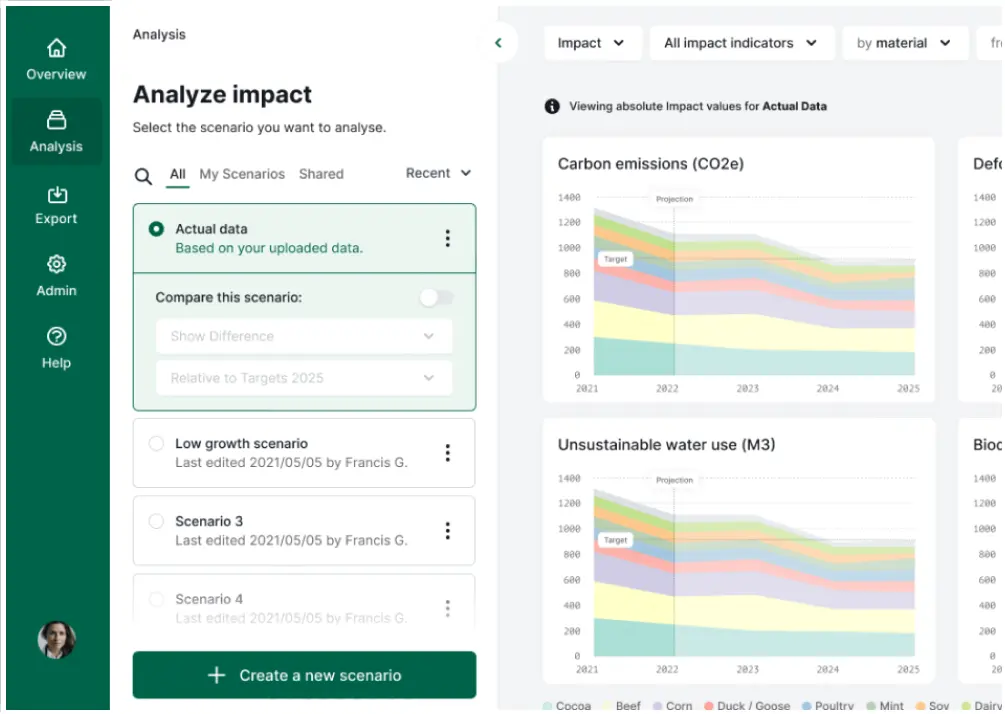 Overview
Analysis
Export
Admin
Help
Analysis
Analyze impact
Select the scenario you want to analyse.
All My Scenarios Shared Recent
Actual data
Based on your uploaded data.
Compare this scenario:
Show Difference
Relative to Targets 2025
Low growth scenario
Last edited 2021/05/05 by Francis G.
Scenario 3
Last edited 2021/05/05 by Francis G.
Scenario 4
Last edited 2021/05/05 by Francis G.
+ Create a new scenario
Impact All impact indicators by material
Viewing absolute Impact values for Actual Data
Carbon emissions (CO2e)
1400
1200
1000
800
600
400
200
0
Projection
Target
2021 2022 2023 2024 2025
1400
1200
1000
800
600
400
200
0
Unsustainable water use (M3)
1400
1200
1000
800
600
400
200
0
Projection
Target
2021 2022 2023 2024 2025
1400
1200
1000
800
600
400
200
0
Cocoa Beef Corn Duck / Goose Poultry Mint Soy Dairy